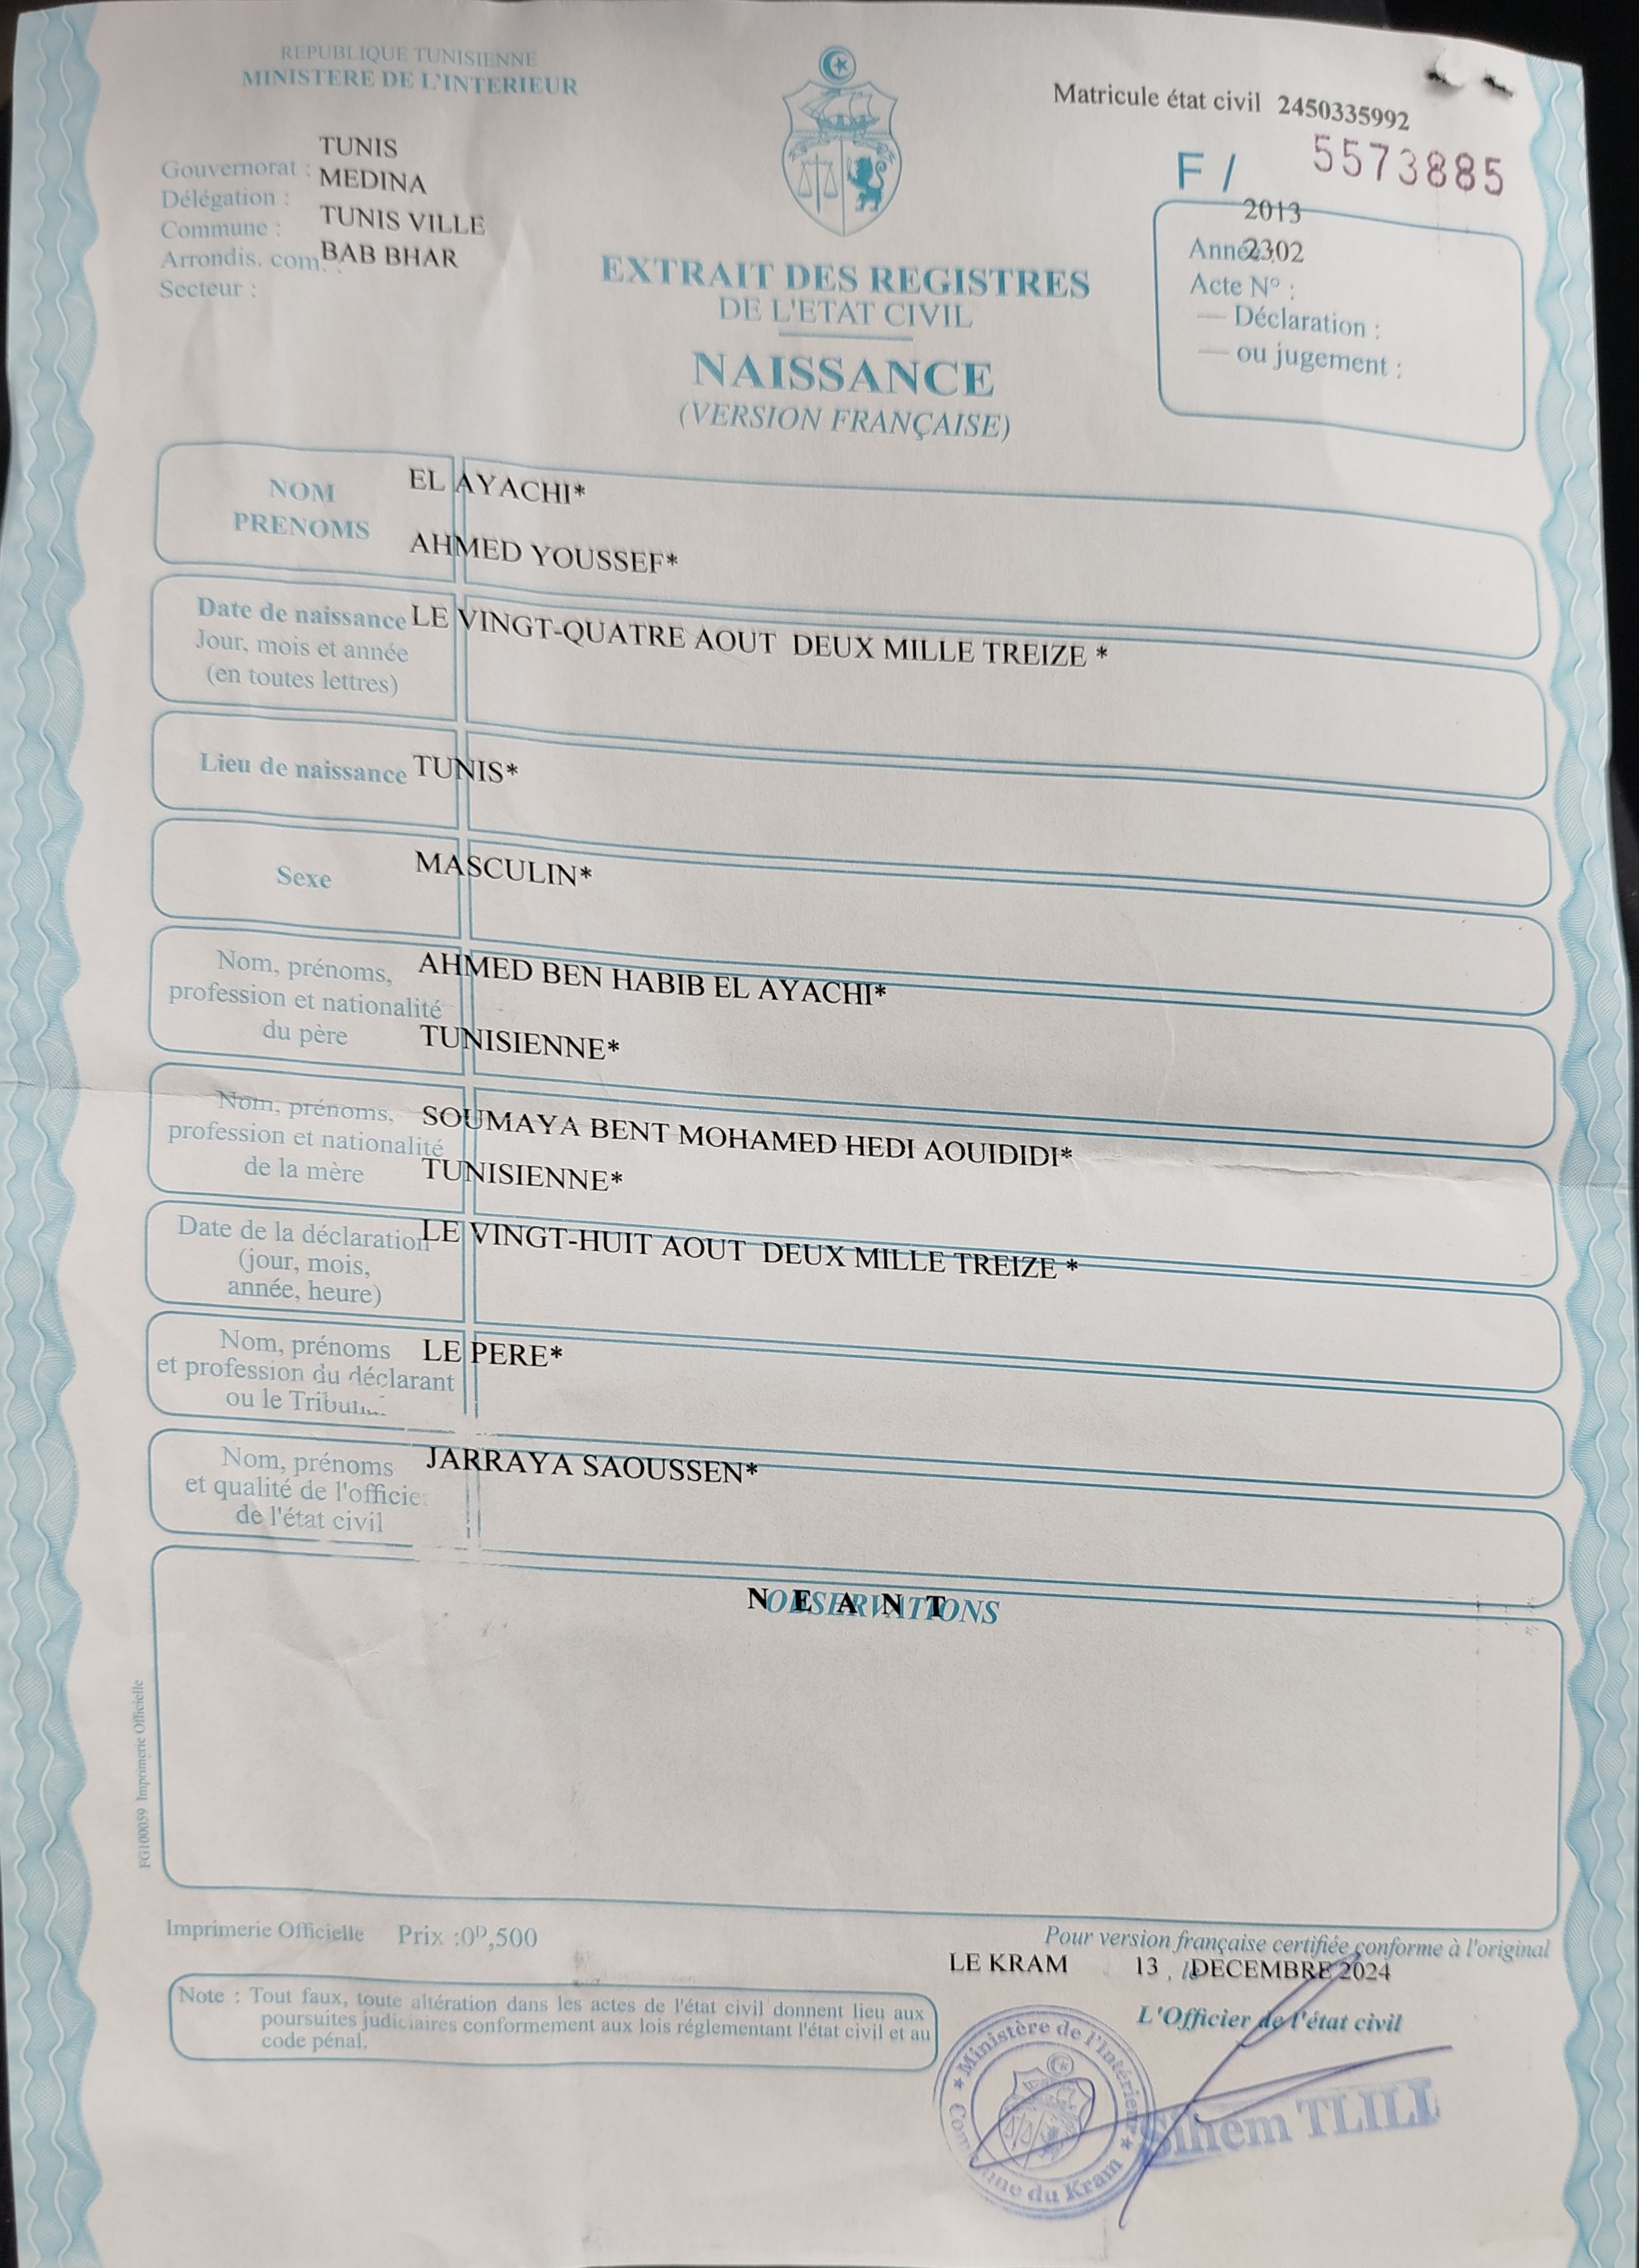 REPUBLIQUE TUNISIENNE
MINISTERE DE L'INTERIEUR
Matricule état civil 2450335992
F / 5573885
TUNIS
Gouvernorat :
MEDINA
Délégation :
TUNIS VILLE
Commune :
BAB BHAR
Arrondis. com. :
Secteur :
2013
Année 2302
Acte N° :
— Déclaration :
— ou jugement :
EXTRAIT DES REGISTRES
DE L'ETAT CIVIL
NAISSANCE
(VERSION FRANÇAISE)
NOM EL AYACHI*
PRENOMS AHMED YOUSSEF*
Date de naissance LE VINGT-QUATRE AOUT DEUX MILLE TREIZE *
Jour, mois et année
(en toutes lettres)
Lieu de naissance TUNIS*
Sexe MASCULIN*
Nom, prénoms, AHMED BEN HABIB EL AYACHI*
profession et nationalité
du père TUNISIENNE*
Nom, prénoms, SOUMAYA BENT MOHAMED HEDI AOUIDIDI*
profession et nationalité
de la mère TUNISIENNE*
Date de la déclaration LE VINGT-HUIT AOUT DEUX MILLE TREIZE *
(jour, mois,
année, heure)
Nom, prénoms LE PERE*
et profession du déclarant
ou le
Nom, prénoms JARRAYA SAOUSSEN*
et qualité de l'officie
de l'état civil
OBSERVATIONS
N E A N T
FG100059 Imprimerie Officielle
Imprimerie Officielle Prix :0ᴰ,500
Pour version française certifiée conforme à l'original
LE KRAM 13 , le DECEMBRE 2024
Note : Tout faux, toute altération dans les actes de l'état civil donnent lieu aux
poursuites judiciaires conformement aux lois réglementant l'état civil et au
code pénal.
L'Officier de l'état civil
★ Ministère de l'Intérieur ★
Commune du Kram
Sihem TLILI